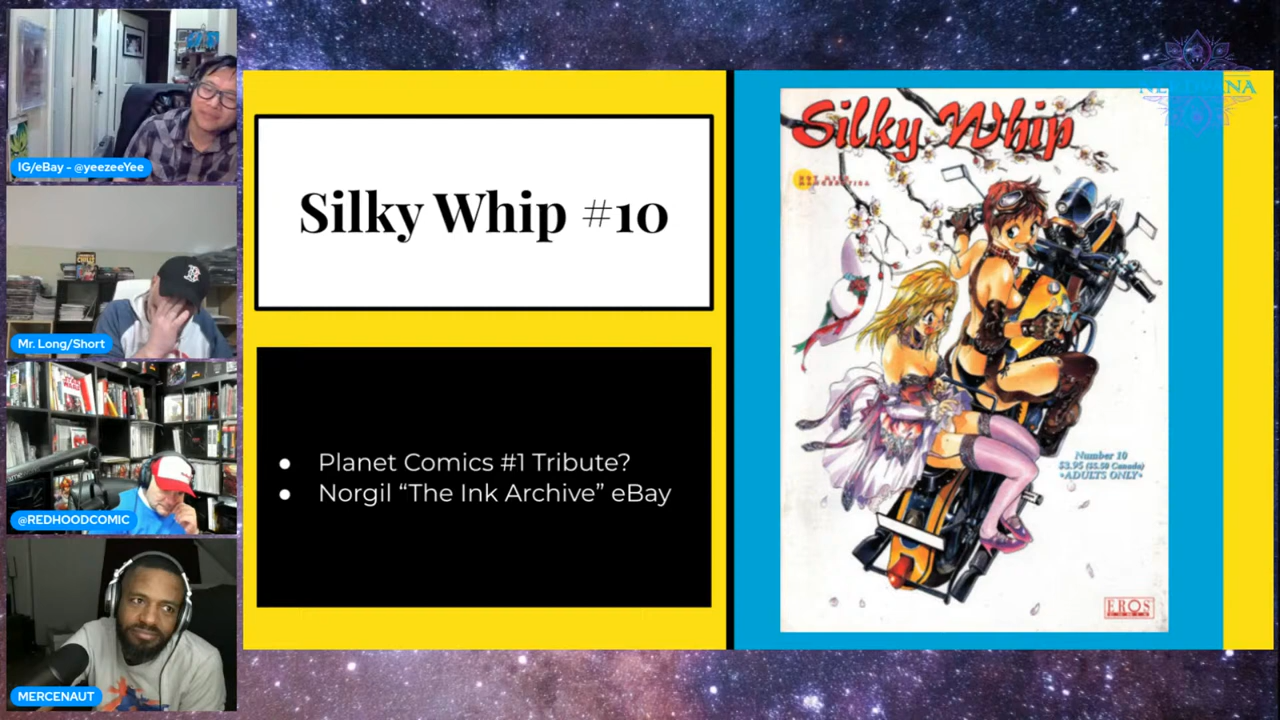 IG/eBay - @yeezeeYee
Mr. Long/Short
@REDHOODCOMIC
MERCENAUT
Silky Whip #10
● Planet Comics #1 Tribute?
● Norgil “The Ink Archive” eBay
Silky Whip
Number 10
$3.95 ($5.50 Canada)
•ADULTS ONLY•
EROS
COMIX